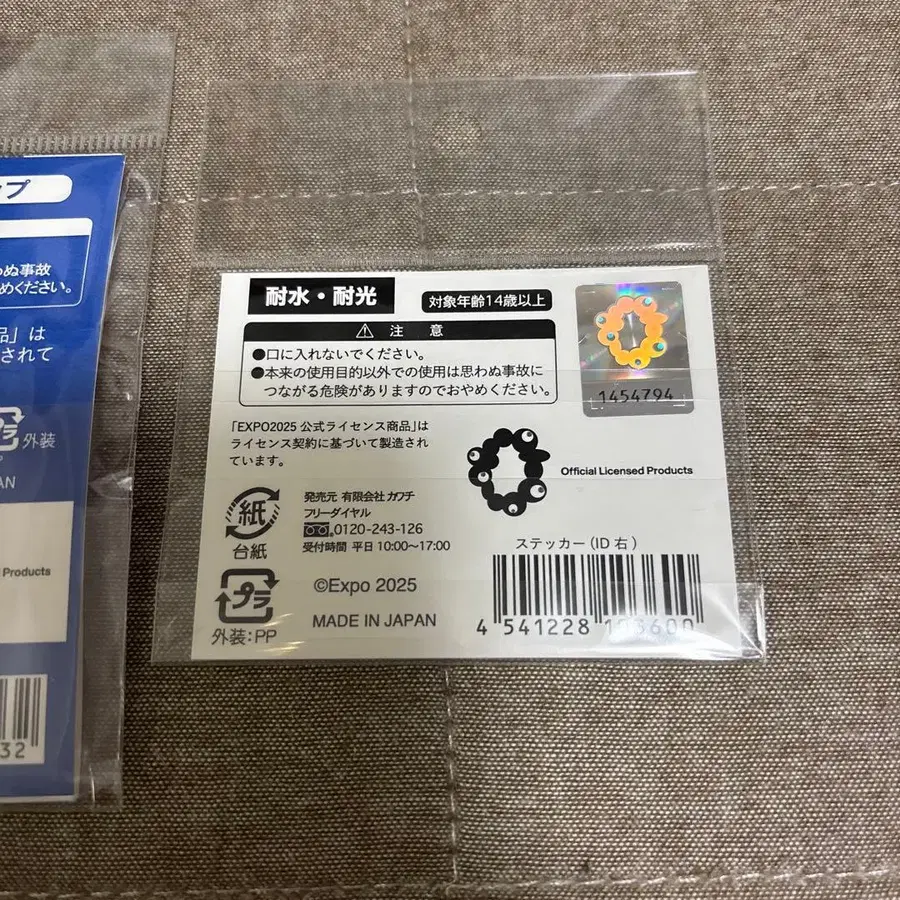 ップ
わぬ事故
めください。
品」は
されて
プラ
外装
AN
Products
32
耐水・耐光
対象年齢14歳以上
⚠ 注意
●口に入れないでください。
●本来の使用目的以外での使用は思わぬ事故に
つながる危険がありますのでおやめください。
1454794
「EXPO2025 公式ライセンス商品」は
ライセンス契約に基づいて製造され
ています。
Official Licensed Products
紙
台紙
発売元 有限会社 カワチ
フリーダイヤル
0120-243-126
受付時間 平日 10:00〜17:00
プラ
外装:PP
©Expo 2025
MADE IN JAPAN
ステッカー(ID 右)
4 541228